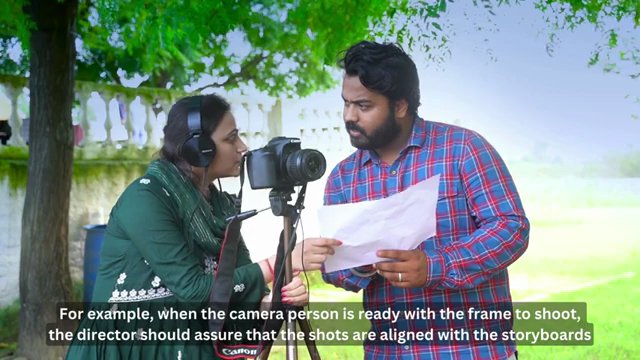 For example, when the camera person is ready with the frame to shoot,
the director should assure that the shots are aligned with the storyboards
Canon